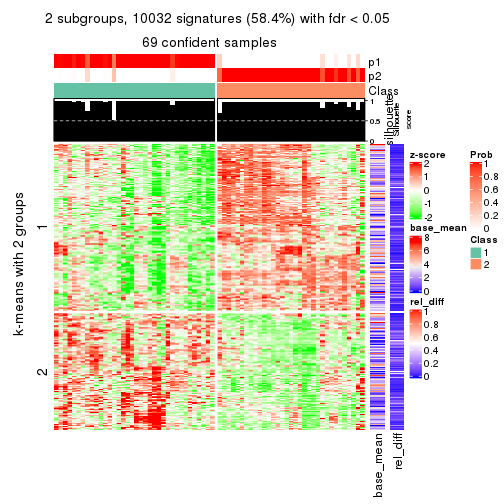 2 subgroups, 10032 signatures (58.4%) with fdr < 0.05
69 confident samples
p1
p2
Class
1
0.5
0
silhouette
Silhouette
score
k-means with 2 groups
1
2
base_mean
rel_diff
z-score
2
1
0
-1
-2
base_mean
8
6
4
2
0
rel_diff
1
0.8
0.6
0.4
0.2
0
Prob
1
0.8
0.6
0.4
0.2
0
Class
1
2